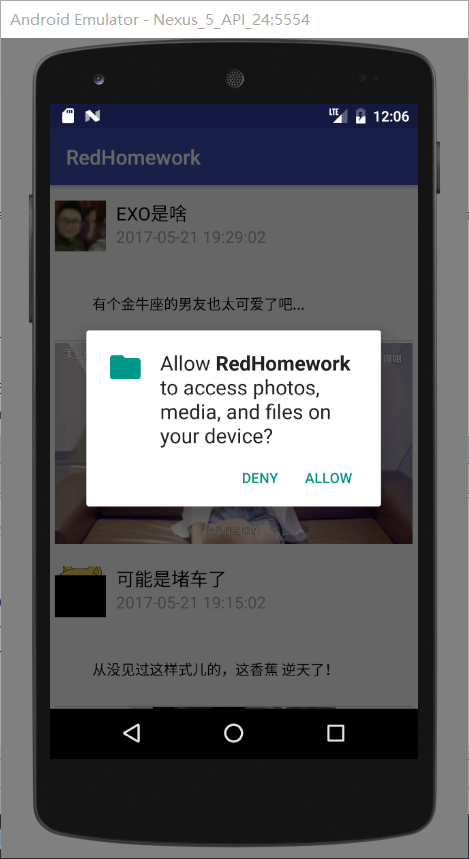 Android Emulator - Nexus_5_API_24:5554
LTE
12:06
RedHomework
EXO是啥
2017-05-21 19:29:02
有个金牛座的男友也太可爱了吧...
Allow RedHomework
to access photos,
media, and files on
your device?
DENY
ALLOW
可能是堵车了
2017-05-21 19:15:02
从没见过这样式儿的，这香蕉 逆天了！